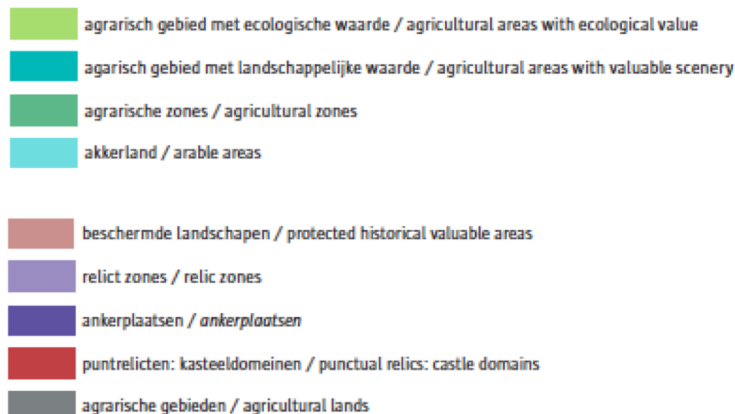 agrarisch gebied met ecologische waarde / agricultural areas with ecological value
agarisch gebied met landschappelijke waarde / agricultural areas with valuable scenery
agrarische zones / agricultural zones
akkerland / arable areas
beschermde landschapen / protected historical valuable areas
relict zones / relic zones
ankerplaatsen / ankerplaatsen
puntrelicten: kasteeldomeinen / punctual relics: castle domains
agrarische gebieden / agricultural lands